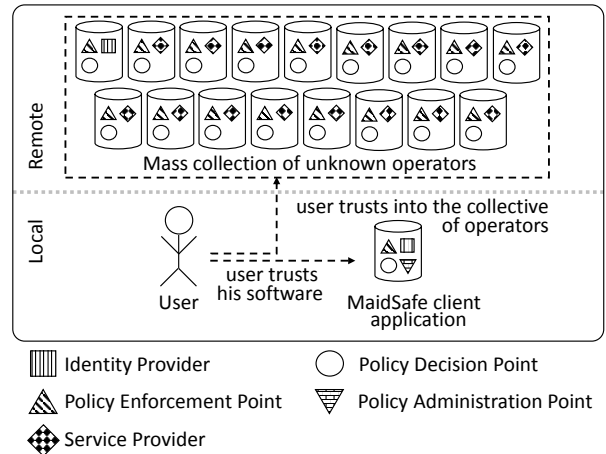 Remote
Mass collection of unknown operators
Local
user trusts into the collective
of operators
user trusts
his software
User
MaidSafe client
application
Identity Provider
Policy Decision Point
Policy Enforcement Point
Policy Administration Point
Service Provider